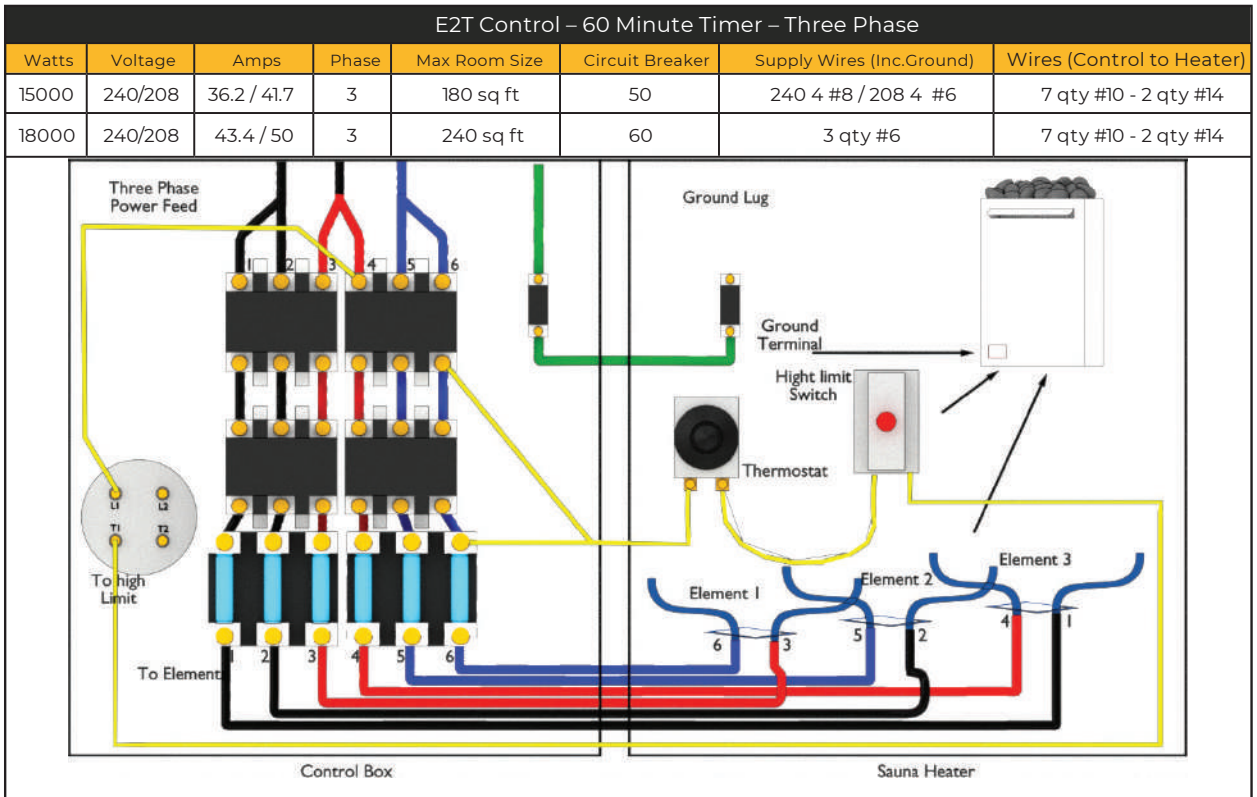 E2T Control – 60 Minute Timer – Three Phase
Watts Voltage Amps Phase Max Room Size Circuit Breaker Supply Wires (Inc.Ground) Wires (Control to Heater)
15000 240/208 36.2 / 41.7 3 180 sq ft 50 240 4 #8 / 208 4 #6 7 qty #10 - 2 qty #14
18000 240/208 43.4 / 50 3 240 sq ft 60 3 qty #6 7 qty #10 - 2 qty #14
Three Phase
Power Feed
Ground Lug
1 2 3 4 5 6
Ground
Terminal
Hight limit
Switch
Thermostat
L1 L2
T1 T2
To high
Limit
Element 1
Element 2
Element 3
6 3 5 2 4 1
1 2 3 4 5 6
To Element
Control Box
Sauna Heater